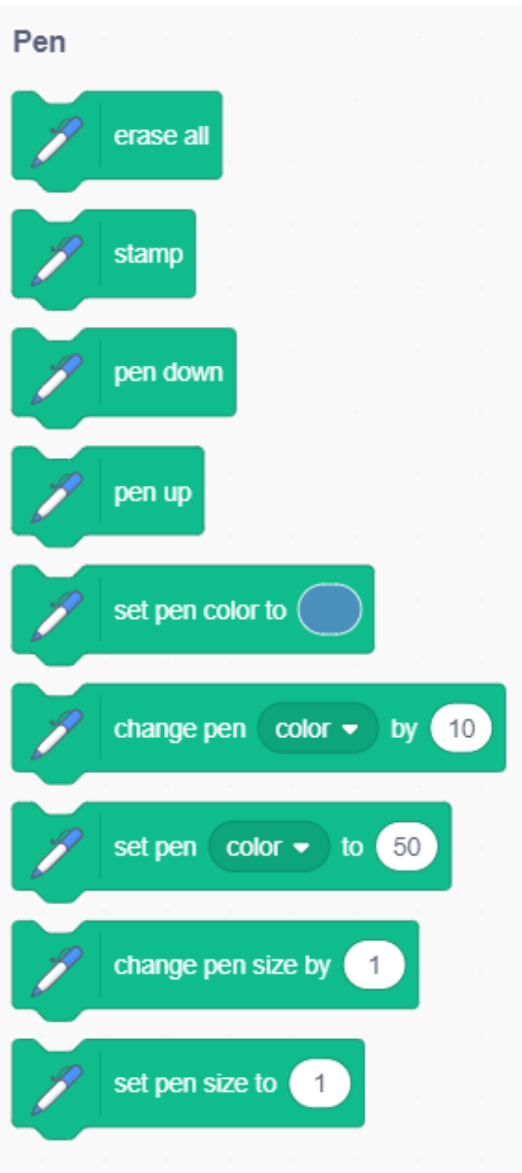 Pen
erase all
stamp
pen down
pen up
set pen color to
change pen color by 10
set pen color to 50
change pen size by 1
set pen size to 1